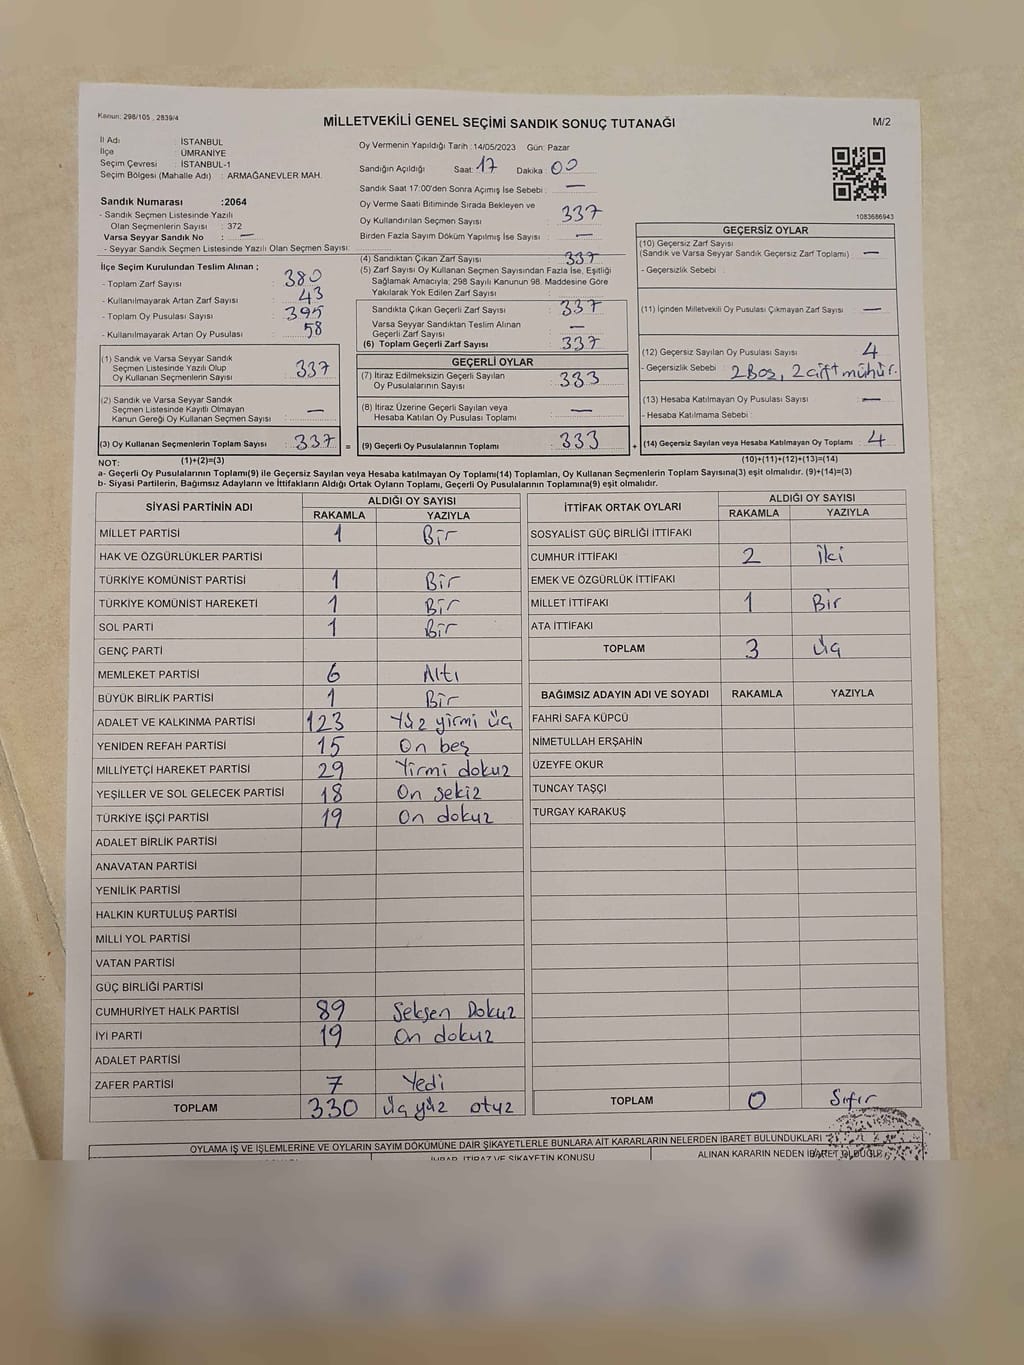 Kanun: 298/105 , 2839/4
MİLLETVEKİLİ GENEL SEÇİMİ SANDIK SONUÇ TUTANAĞI
M/2
İl Adı : İSTANBUL
İlçe : ÜMRANİYE
Seçim Çevresi : İSTANBUL-1
Seçim Bölgesi (Mahalle Adı) : ARMAĞANEVLER MAH.
Sandık Numarası :2064
- Sandık Seçmen Listesinde Yazılı
Olan Seçmenlerin Sayısı : 372
Varsa Seyyar Sandık No : —
- Seyyar Sandık Seçmen Listesinde Yazılı Olan Seçmen Sayısı:
Oy Vermenin Yapıldığı Tarih :14/05/2023 Gün: Pazar
Sandığın Açıldığı Saat: 17 Dakika 00
Sandık Saat 17:00'den Sonra Açımış İse Sebebi : —
Oy Verme Saati Bitiminde Sırada Bekleyen ve
Oy Kullandırılan Seçmen Sayısı : 337
Birden Fazla Sayım Döküm Yapılmış İse Sayısı : —
1083686943
İlçe Seçim Kurulundan Teslim Alınan ;
- Toplam Zarf Sayısı : 380
- Kullanılmayarak Artan Zarf Sayısı : 43
- Toplam Oy Pusulası Sayısı : 395
- Kullanılmayarak Artan Oy Pusulası : 58
(1) Sandık ve Varsa Seyyar Sandık
Seçmen Listesinde Yazılı Olup
Oy Kullanan Seçmenlerin Sayısı : 337
(2) Sandık ve Varsa Seyyar Sandık
Seçmen Listesinde Kayıtlı Olmayan
Kanun Gereği Oy Kullanan Seçmen Sayısı : —
(3) Oy Kullanan Seçmenlerin Toplam Sayısı : 337 =
(1)+(2)=(3)
(4) Sandıktan Çıkan Zarf Sayısı : 337
(5) Zarf Sayısı Oy Kullanan Seçmen Sayısından Fazla İse, Eşitliği
Sağlamak Amacıyla; 298 Sayılı Kanunun 98. Maddesine Göre
Yakılarak Yok Edilen Zarf Sayısı :
Sandıkta Çıkan Geçerli Zarf Sayısı : 337
Varsa Seyyar Sandıktan Teslim Alınan
Geçerli Zarf Sayısı : —
(6) Toplam Geçerli Zarf Sayısı : 337
GEÇERLİ OYLAR
(7) İtiraz Edilmeksizin Geçerli Sayılan
Oy Pusulalarının Sayısı : 333
(8) İtiraz Üzerine Geçerli Sayılan veya
Hesaba Katılan Oy Pusulası Toplamı : —
(9) Geçerli Oy Pusulalarının Toplamı : 333 +
GEÇERSİZ OYLAR
(10) Geçersiz Zarf Sayısı
(Sandık ve Varsa Seyyar Sandık Geçersiz Zarf Toplamı) : —
- Geçersizlik Sebebi :
(11) İçinden Milletvekili Oy Pusulası Çıkmayan Zarf Sayısı : —
(12) Geçersiz Sayılan Oy Pusulası Sayısı : 4
- Geçersizlik Sebebi : 2 Boş, 2 çift mühür.
(13) Hesaba Katılmayan Oy Pusulası Sayısı : —
- Hesaba Katılmama Sebebi :
(14) Geçersiz Sayılan veya Hesaba Katılmayan Oy Toplamı : 4
(10)+(11)+(12)+(13)=(14)
NOT:
a- Geçerli Oy Pusulalarının Toplamı(9) ile Geçersiz Sayılan veya Hesaba katılmayan Oy Toplamı(14) Toplamları, Oy Kullanan Seçmenlerin Toplam Sayısına(3) eşit olmalıdır. (9)+(14)=(3)
b- Siyasi Partilerin, Bağımsız Adayların ve İttifakların Aldığı Ortak Oyların Toplamı, Geçerli Oy Pusulalarının Toplamına(9) eşit olmalıdır.
SİYASİ PARTİNİN ADI ALDIĞI OY SAYISI
RAKAMLA YAZIYLA
MİLLET PARTİSİ 1 Bir
HAK VE ÖZGÜRLÜKLER PARTİSİ
TÜRKİYE KOMÜNİST PARTİSİ 1 Bir
TÜRKİYE KOMÜNİST HAREKETİ 1 Bir
SOL PARTİ 1 Bir
GENÇ PARTİ
MEMLEKET PARTİSİ 6 Altı
BÜYÜK BİRLİK PARTİSİ 1 Bir
ADALET VE KALKINMA PARTİSİ 123 Yüz yirmi üç
YENİDEN REFAH PARTİSİ 15 On beş
MİLLİYETÇİ HAREKET PARTİSİ 29 Yirmi dokuz
YEŞİLLER VE SOL GELECEK PARTİSİ 18 On sekiz
TÜRKİYE İŞÇİ PARTİSİ 19 On dokuz
ADALET BİRLİK PARTİSİ
ANAVATAN PARTİSİ
YENİLİK PARTİSİ
HALKIN KURTULUŞ PARTİSİ
MİLLİ YOL PARTİSİ
VATAN PARTİSİ
GÜÇ BİRLİĞİ PARTİSİ
CUMHURİYET HALK PARTİSİ 89 Seksen Dokuz
İYİ PARTİ 19 On dokuz
ADALET PARTİSİ
ZAFER PARTİSİ 7 Yedi
TOPLAM 330 Üç yüz otuz
İTTİFAK ORTAK OYLARI ALDIĞI OY SAYISI
RAKAMLA YAZIYLA
SOSYALİST GÜÇ BİRLİĞİ İTTİFAKI
CUMHUR İTTİFAKI 2 İki
EMEK VE ÖZGÜRLÜK İTTİFAKI
MİLLET İTTİFAKI 1 Bir
ATA İTTİFAKI
TOPLAM 3 Üç
BAĞIMSIZ ADAYIN ADI VE SOYADI RAKAMLA YAZIYLA
FAHRİ SAFA KÜPCÜ
NİMETULLAH ERŞAHİN
ÜZEYFE OKUR
TUNCAY TAŞÇI
TURGAY KARAKUŞ
TOPLAM 0 Sıfır
OYLAMA İŞ VE İŞLEMLERİNE VE OYLARIN SAYIM DÖKÜMÜNE DAİR ŞİKAYETLERLE BUNLARA AİT KARARLARIN NELERDEN İBARET BULUNDUKLARI
İHBAR, İTİRAZ VE ŞİKAYETİN KONUSU
ALINAN KARARIN NEDEN İBARET OLDUĞU